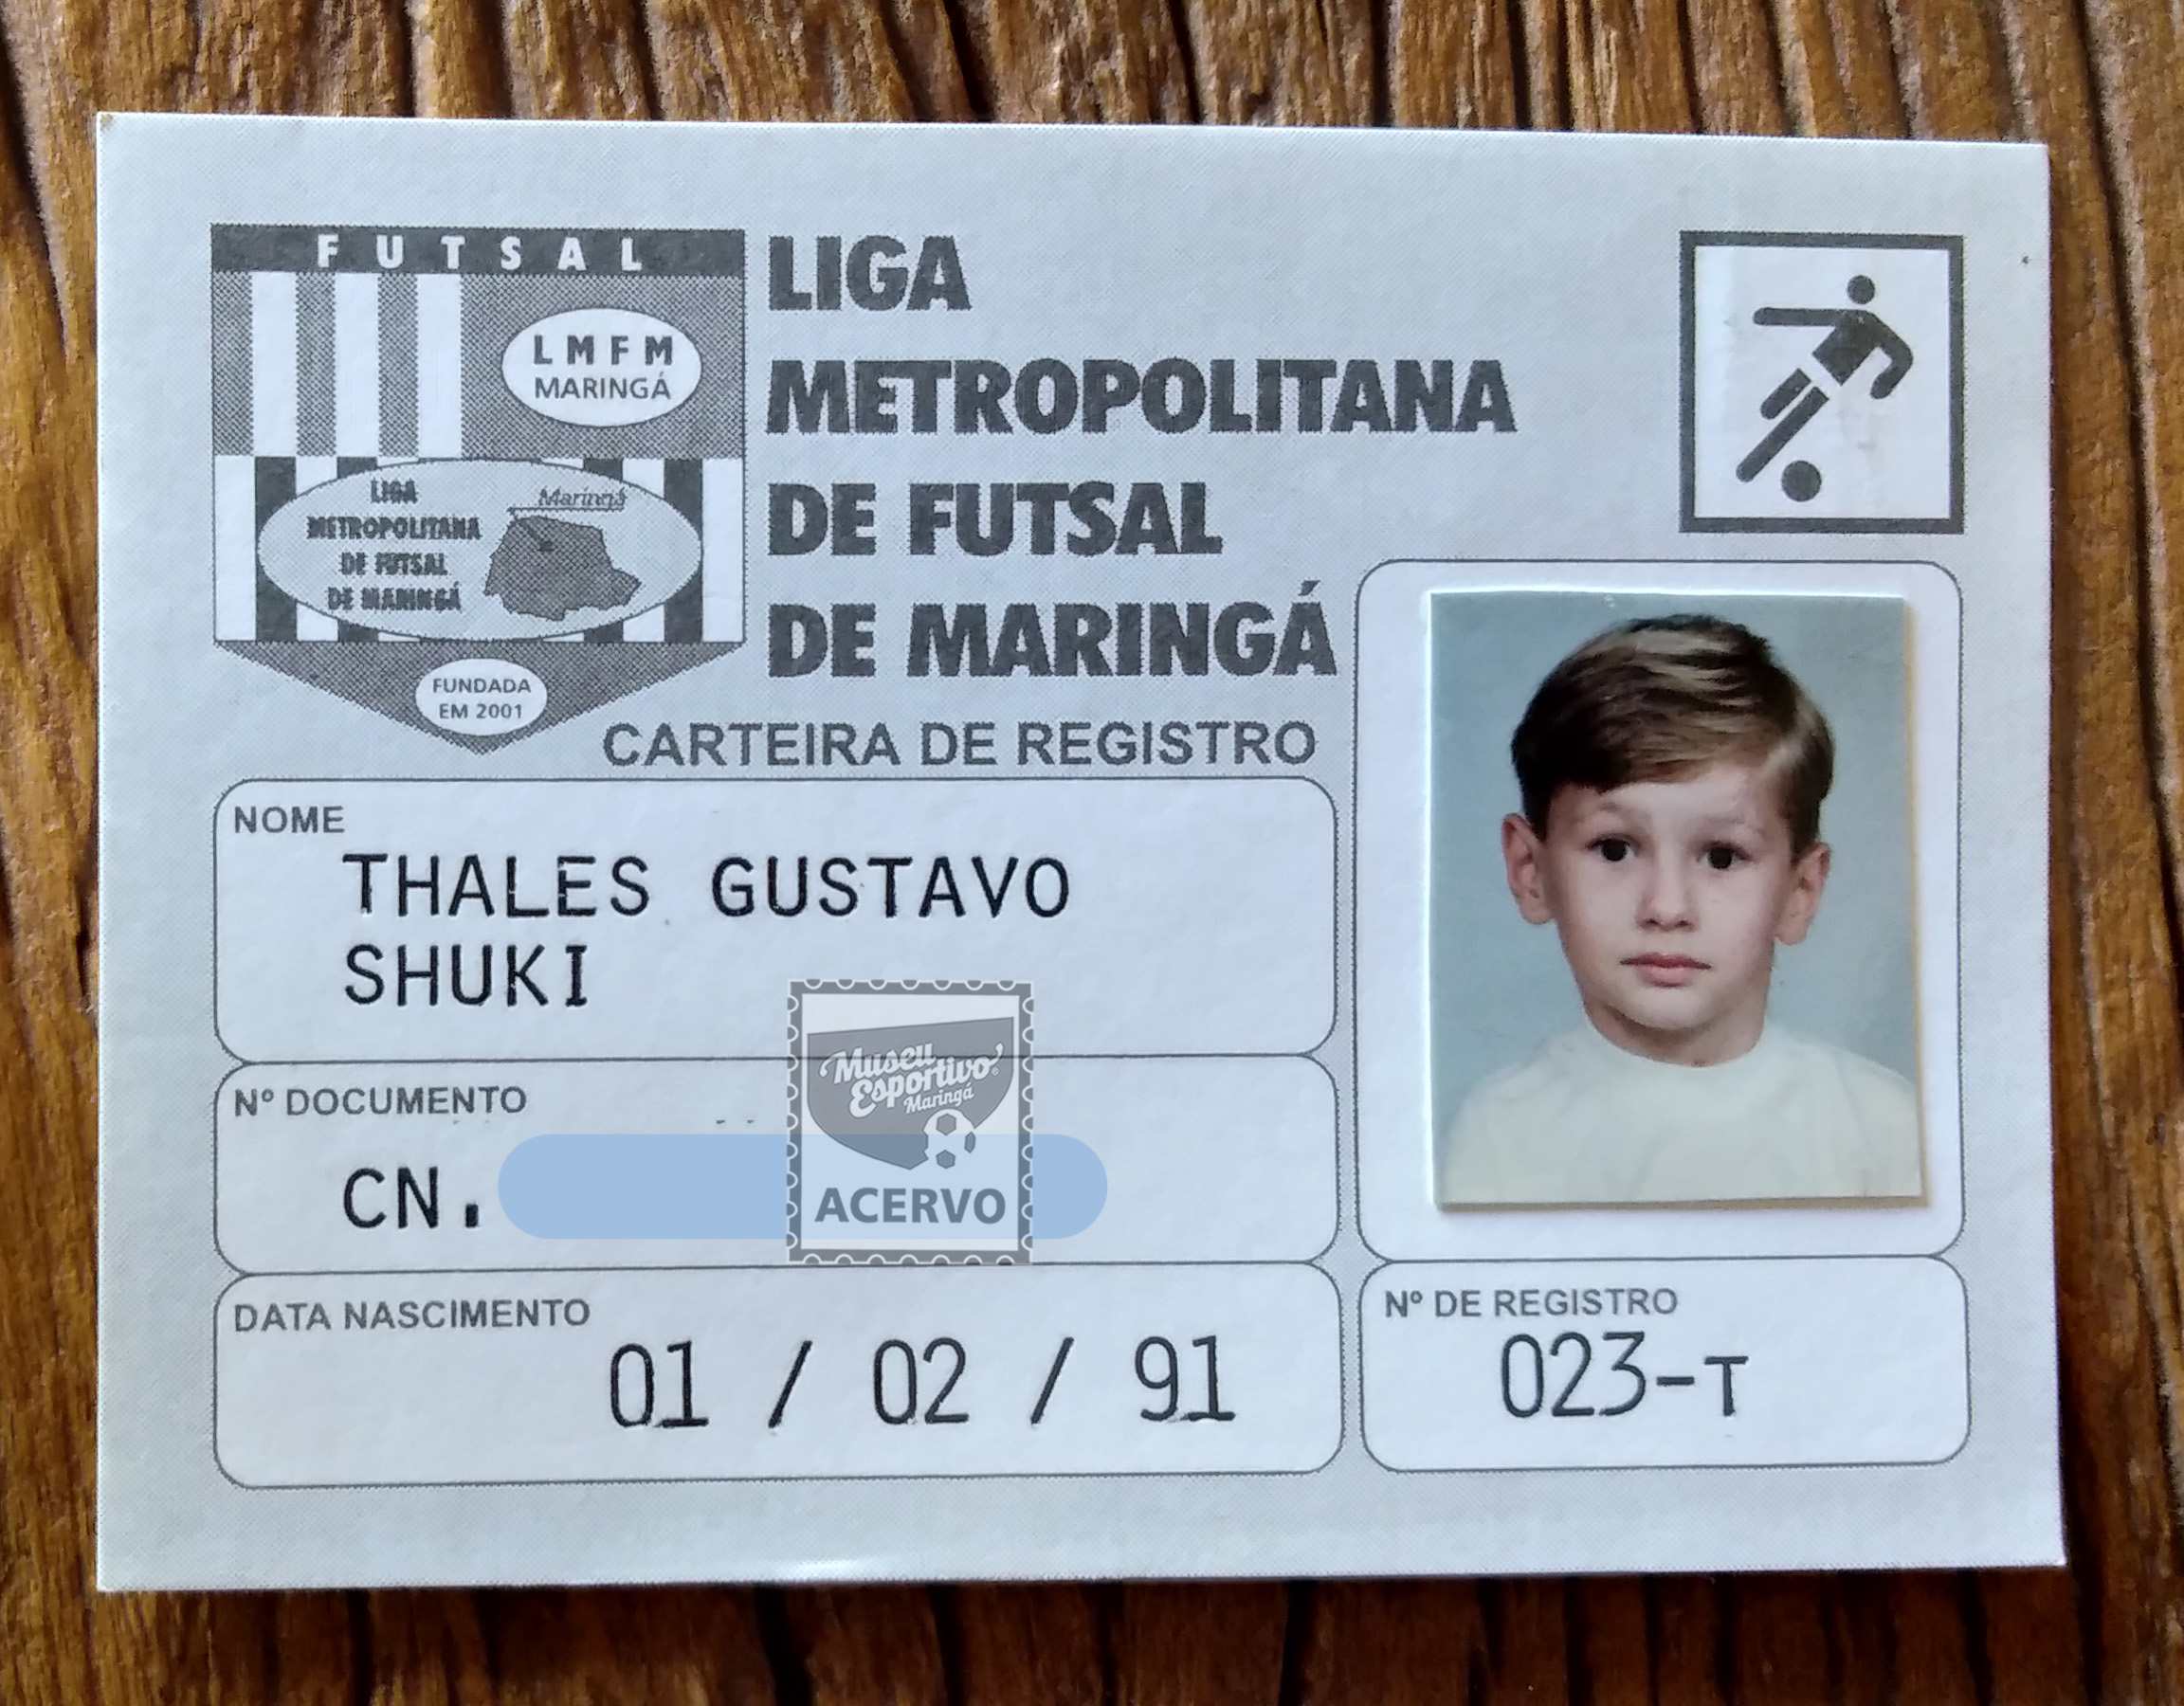 FUTSAL
LMFM
MARINGÁ
LIGA
METROPOLITANA
DE FUTSAL
DE MARINGÁ
Maringá
FUNDADA
EM 2001
LIGA
METROPOLITANA
DE FUTSAL
DE MARINGÁ
CARTEIRA DE REGISTRO
NOME
THALES GUSTAVO
SHUKI
Nº DOCUMENTO
CN.
Museu
Esportivo®
Maringá
ACERVO
DATA NASCIMENTO
01 / 02 / 91
Nº DE REGISTRO
023-T